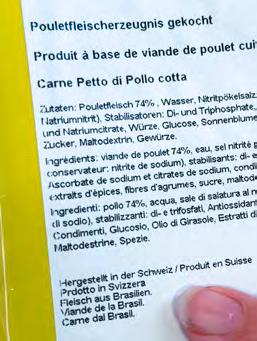 Pouletfleischerzeugnis gekocht
Produit à base de viande de poulet cui
Carne Petto di Pollo cotta
Zutaten: Pouletfleisch 74% , Wasser, Nitritpökelsalz
Natriumnitrit), Stabilisatoren: Di- und Triphosphate,
und Natriumcitrate, Würze, Glucose, Sonnenblume
Zucker, Maltodextrin, Gewürz).
Ingrédients: viande de poulet 74%, eau, sel nitrité
conservateur: nitrite de sodium), stabilisants: di- e
Ascorbate de sodium et citrates de sodium, condi
extraits d'épices, fibres d'agrumes, sucre, maltode
Ingredienti: pollo 74%, acqua, sale di salatura al n
di sodio), stabilizzanti: di- e trifosfati, Antiossidan
Condimenti, Glucosio, Olio di Girasole, Estratti di
Maltodestrine, Spezie.
Hergestellt in der Schweiz / Produit en Suisse
Prdotto in Svizzera
Fleisch aus Brasilien.
Viande de la Brasil.
Carne dal Brasil.